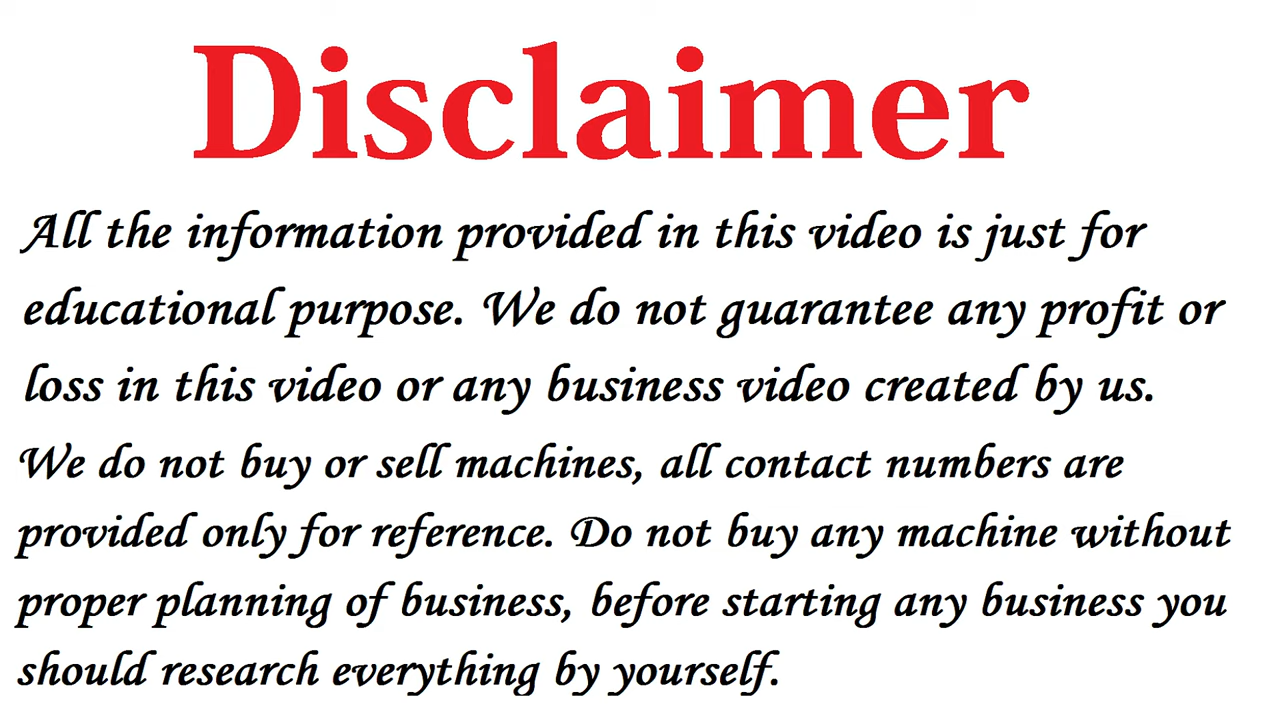 Disclaimer
All the information provided in this video is just for
educational purpose. We do not guarantee any profit or
loss in this video or any business video created by us.
We do not buy or sell machines, all contact numbers are
provided only for reference. Do not buy any machine without
proper planning of business, before starting any business you
should research everything by yourself.